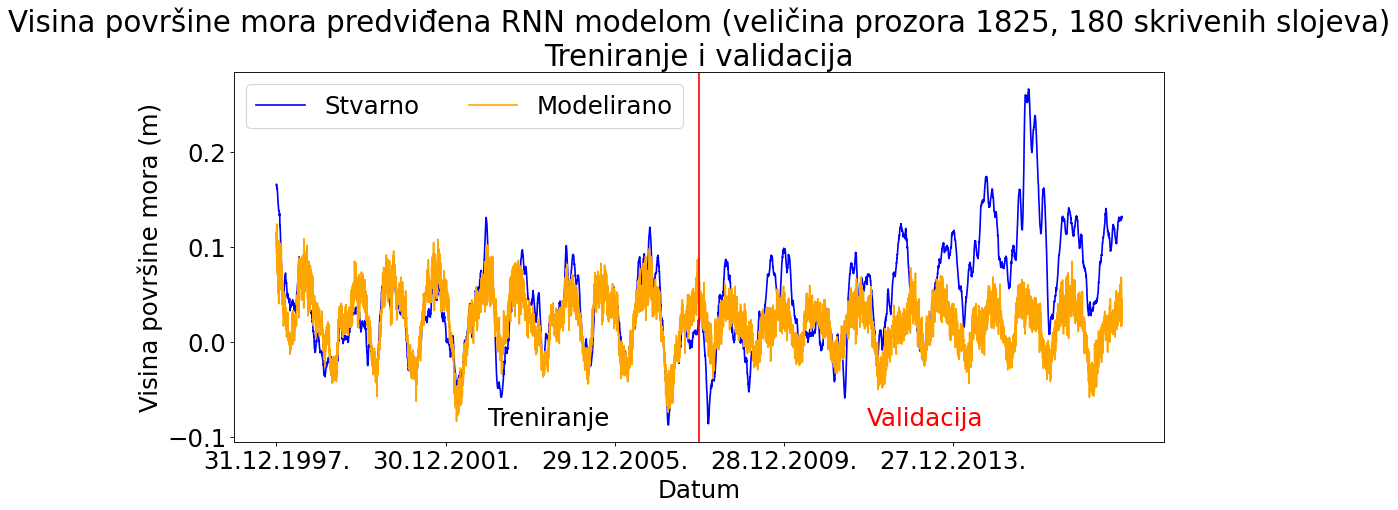 Visina površine mora predviđena RNN modelom (veličina prozora 1825, 180 skrivenih slojeva)
Treniranje i validacija
Stvarno
Modelirano
Visina površine mora (m)
0.2
0.1
0.0
−0.1
Treniranje
Validacija
31.12.1997.
30.12.2001.
29.12.2005.
28.12.2009.
27.12.2013.
Datum